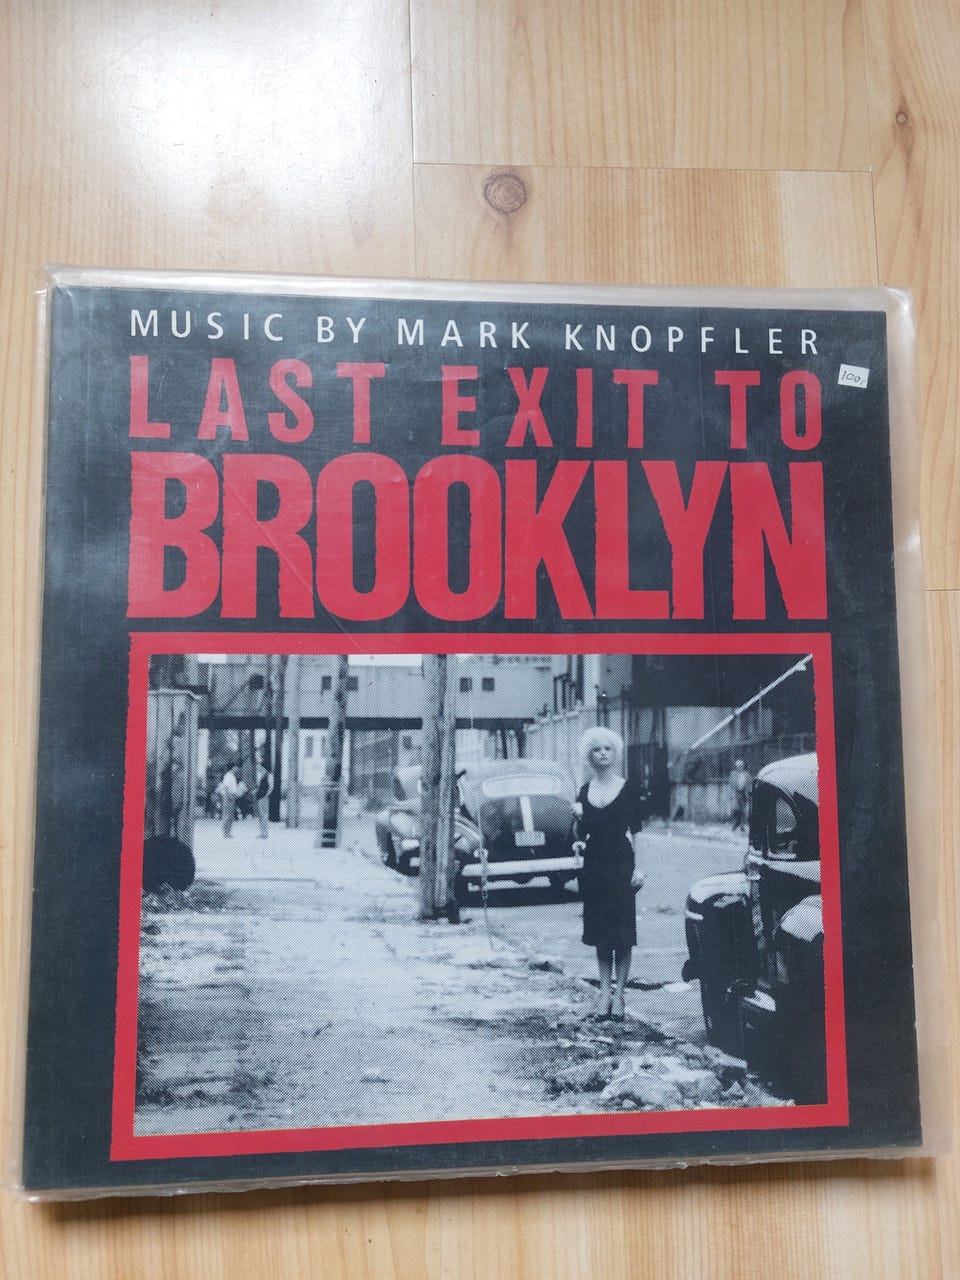 MUSIC BY MARK KNOPFLER
LAST EXIT TO
BROOKLYN
100,-